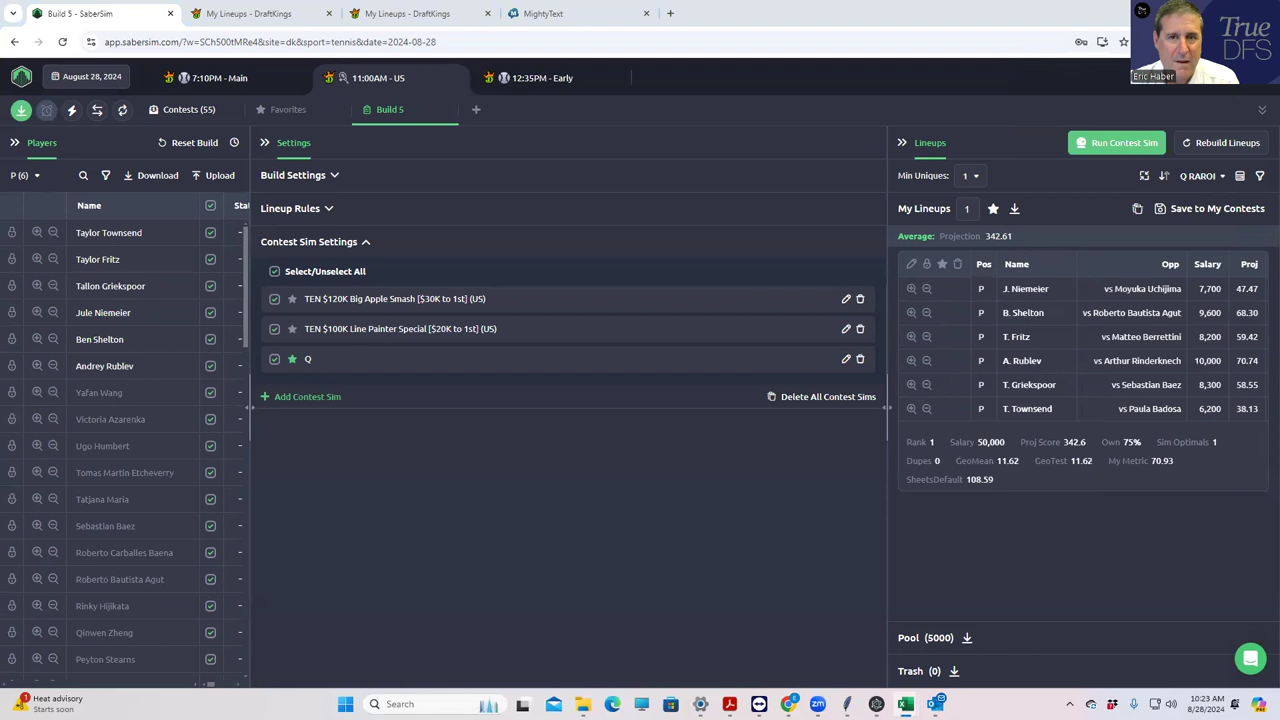 Build 5 - SaberSim
My Lineups - DraftKings
My Lineups - DraftKings
MightyText
app.sabersim.com/?w=SCh500tMRe4&site=dk&sport=tennis&date=2024-08-28
True
DFS
Eric Haber
August 28, 2024
7:10PM - Main
11:00AM - US
12:35PM - Early
Contests (55)
Favorites
Build 5
Players
Reset Build
Settings
Lineups
Run Contest Sim
Rebuild Lineups
P (6)
Download
Upload
Build Settings
Min Uniques:
1
Q RAROI
Name
Stat
Lineup Rules
My Lineups
1
Save to My Contests
Taylor Townsend
Taylor Fritz
Tallon Griekspoor
Jule Niemeier
Ben Shelton
Andrey Rublev
Yafan Wang
Victoria Azarenka
Ugo Humbert
Tomas Martin Etcheverry
Tatjana Maria
Sebastian Baez
Roberto Carballes Baena
Roberto Bautista Agut
Rinky Hijikata
Qinwen Zheng
Peyton Stearns
Contest Sim Settings
Select/Unselect All
TEN $120K Big Apple Smash [$30K to 1st] (US)
TEN $100K Line Painter Special [$20K to 1st] (US)
Q
Add Contest Sim
Delete All Contest Sims
Average: Projection 342.61
Pos Name Opp Salary Proj
P J. Niemeier vs Moyuka Uchijima 7,700 47.47
P B. Shelton vs Roberto Bautista Agut 9,600 68.30
P T. Fritz vs Matteo Berrettini 8,200 59.42
P A. Rublev vs Arthur Rinderknech 10,000 70.74
P T. Griekspoor vs Sebastian Baez 8,300 58.55
P T. Townsend vs Paula Badosa 6,200 38.13
Rank 1 Salary 50,000 Proj Score 342.6 Own 75% Sim Optimals 1
Dupes 0 GeoMean 11.62 GeoTest 11.62 My Metric 70.93
SheetsDefault 108.59
Pool (5000)
Trash (0)
1
Heat advisory
Starts soon
Search
10:23 AM
8/28/2024